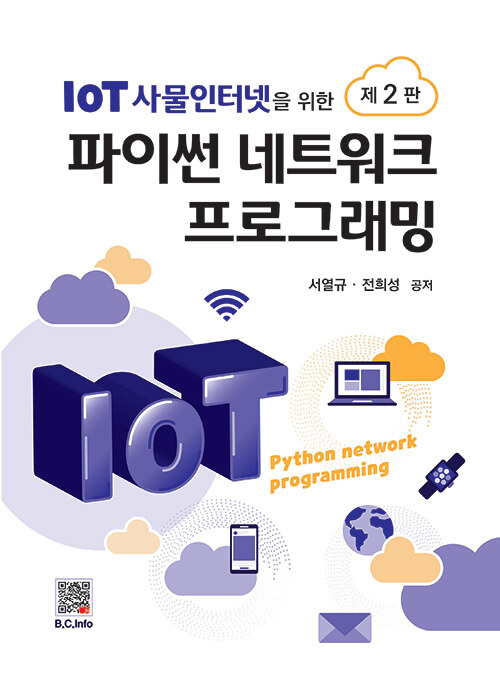 IoT 사물인터넷을 위한
제 2 판
파이썬 네트워크
프로그래밍
서열규 · 전희성 공저
IoT
Python network
programming
B.C.Info